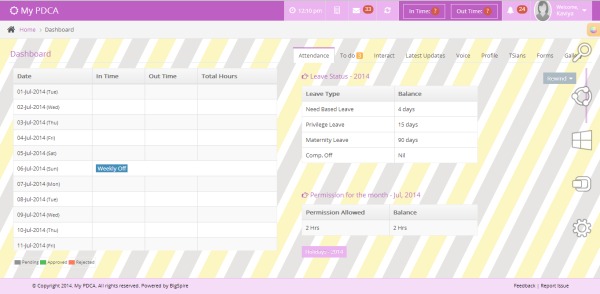 My PDCA
12:10 pm
33
In Time: ?
Out Time: ?
24
Welcome,
Kavya
Home > Dashboard
Dashboard
Date In Time Out Time Total Hours
01-Jul-2014 (Tue)
02-Jul-2014 (Wed)
03-Jul-2014 (Thu)
04-Jul-2014 (Fri)
05-Jul-2014 (Sat)
06-Jul-2014 (Sun) Weekly Off
07-Jul-2014 (Mon)
08-Jul-2014 (Tue)
09-Jul-2014 (Wed)
10-Jul-2014 (Thu)
11-Jul-2014 (Fri)
Pending Approved Rejected
Attendance To do Interact Latest Updates Voice Profile TSians Forms
Rewind
Leave Status - 2014
Leave Type Balance
Need Based Leave 4 days
Privilege Leave 15 days
Maternity Leave 90 days
Comp. Off Nil
Permission for the month - Jul, 2014
Permission Allowed Balance
2 Hrs 2 Hrs
Holidays - 2014
© Copyright 2014, My PDCA. All rights reserved. Powered by BigSpire
Feedback | Report Issue